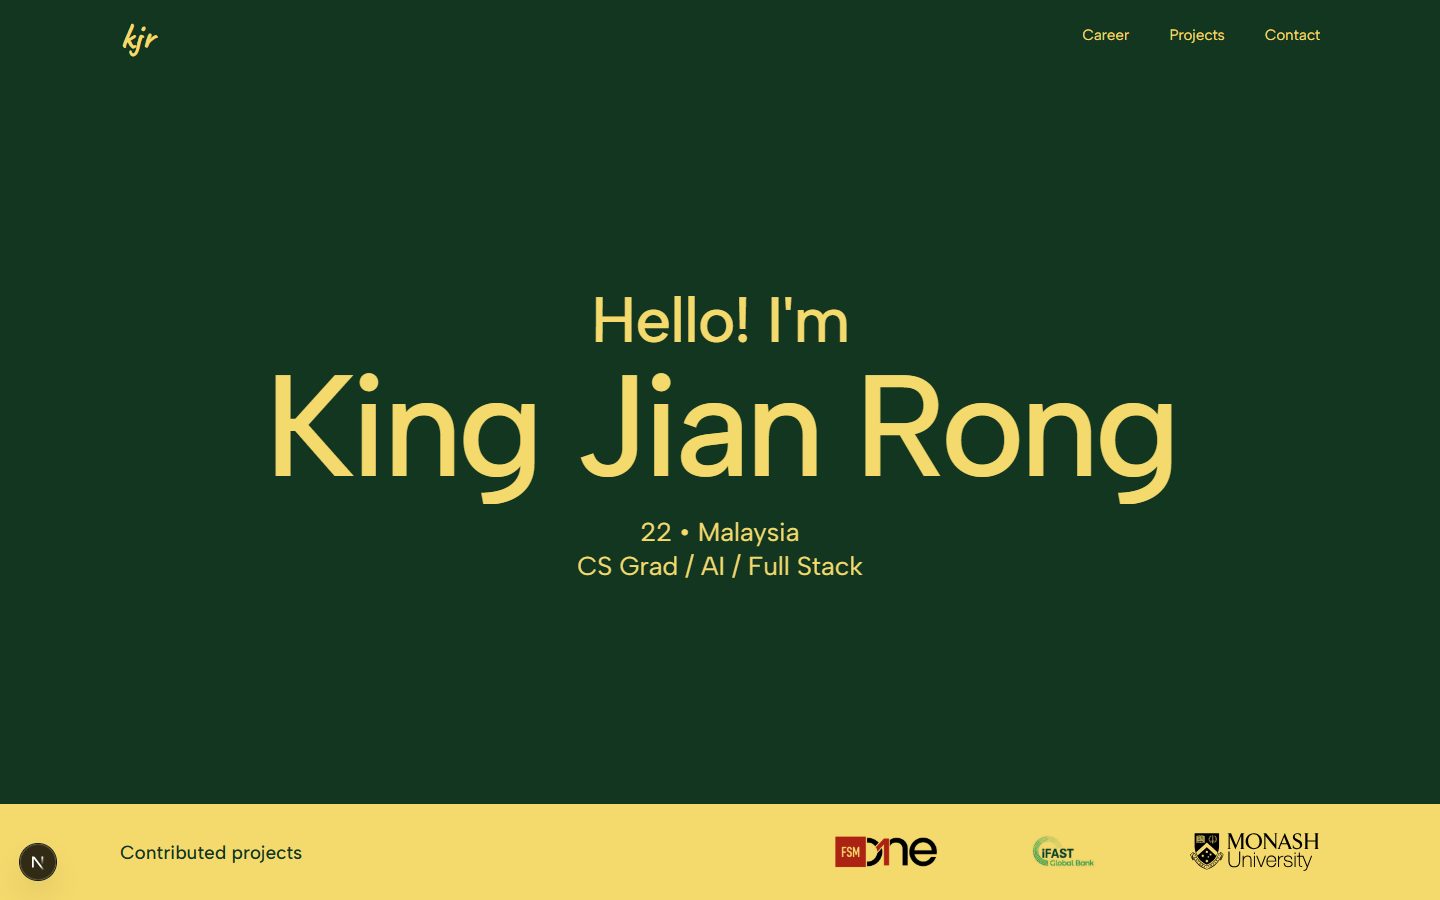 kjr
Career
Projects
Contact
Hello! I'm
King Jian Rong
22 • Malaysia
CS Grad / AI / Full Stack
Contributed projects
FSM one
iFAST
Global Bank
MONASH
University
N